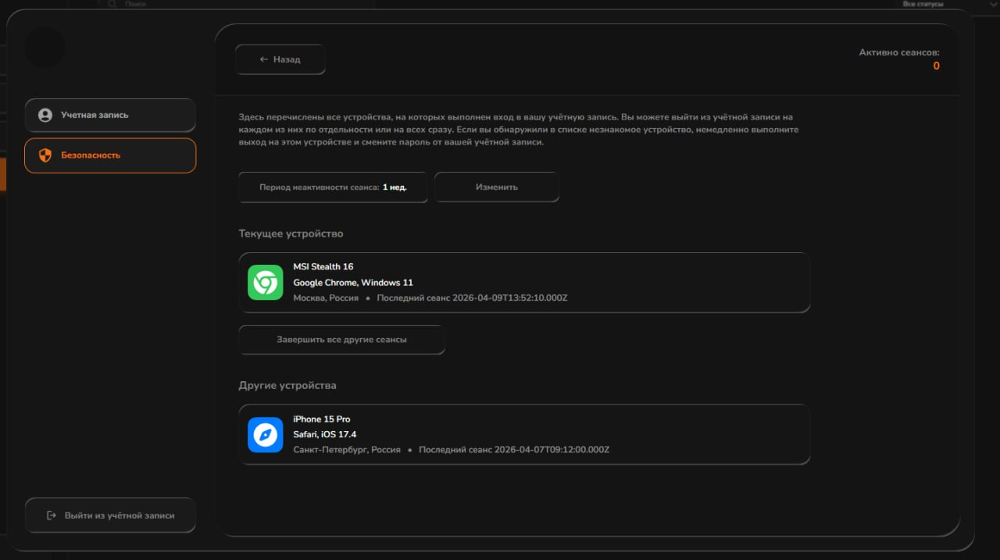 Поиск
Все статусы
← Назад
Активно сеансов:
0
Учетная запись
Безопасность
Здесь перечислены все устройства, на которых выполнен вход в вашу учётную запись. Вы можете выйти из учётной записи на
каждом из них по отдельности или на всех сразу. Если вы обнаружили в списке незнакомое устройство, немедленно выполните
выход на этом устройстве и смените пароль от вашей учётной записи.
Период неактивности сеанса: 1 нед.
Изменить
Текущее устройство
MSI Stealth 16
Google Chrome, Windows 11
Москва, Россия • Последний сеанс 2026-04-09T13:52:10.000Z
Завершить все другие сеансы
Другие устройства
iPhone 15 Pro
Safari, iOS 17.4
Санкт-Петербург, Россия • Последний сеанс 2026-04-07T09:12:00.000Z
Выйти из учётной записи